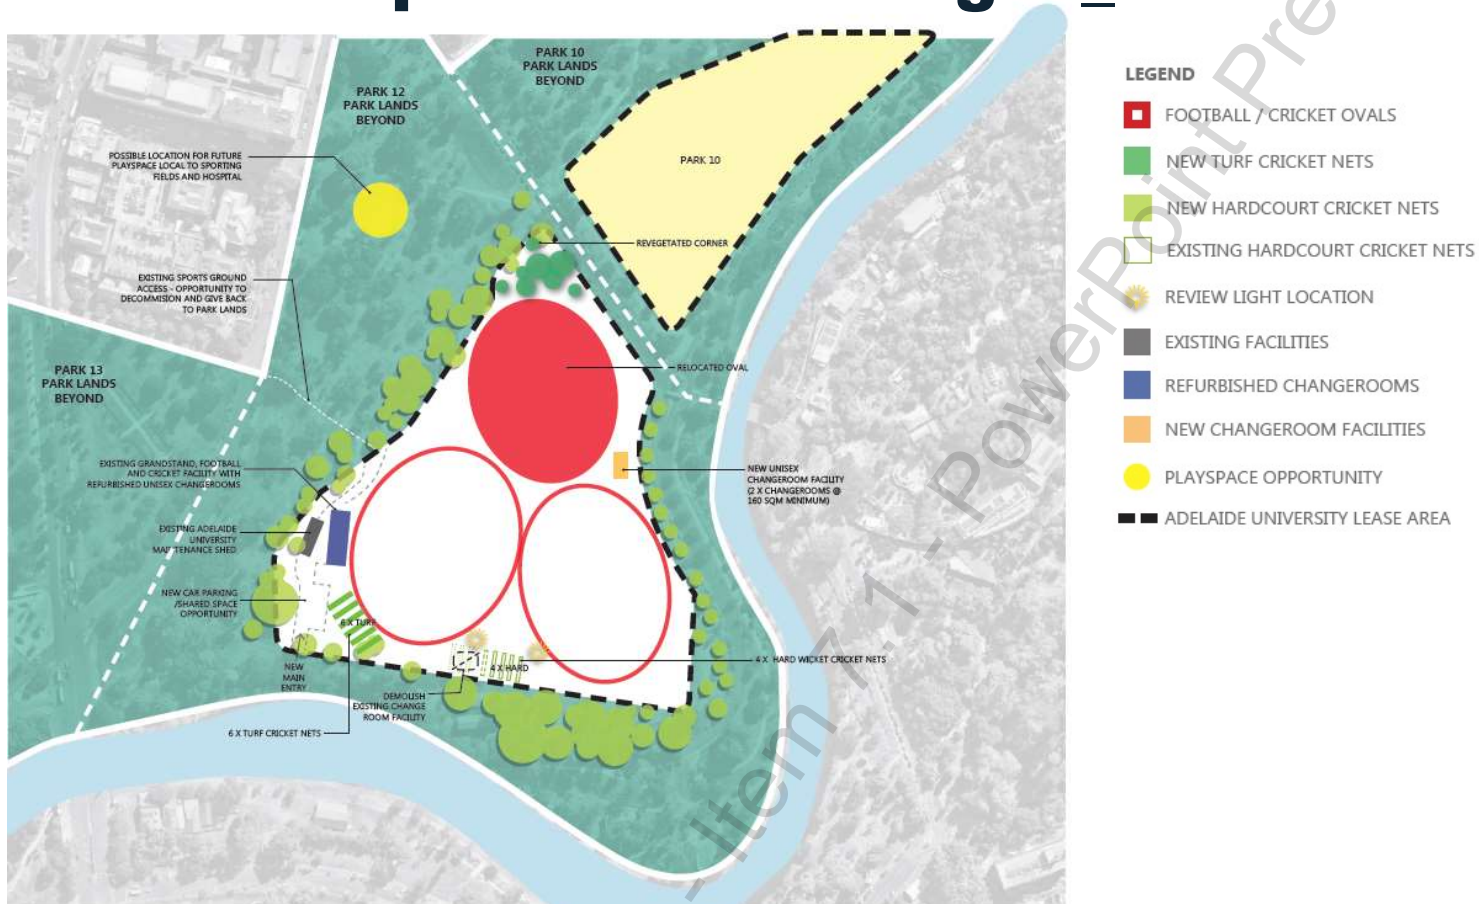 PARK 10
PARK LANDS
BEYOND
PARK 12
PARK LANDS
BEYOND
POSSIBLE LOCATION FOR FUTURE
PLAYSPACE LOCAL TO SPORTING
FIELDS AND HOSPITAL
PARK 10
REVEGETATED CORNER
EXISTING SPORTS GROUND
ACCESS - OPPORTUNITY TO
DECOMMISION AND GIVE BACK
TO PARK LANDS
PARK 13
PARK LANDS
BEYOND
RELOCATED OVAL
EXISTING GRANDSTAND, FOOTBALL
AND CRICKET FACILITY WITH
REFURBISHED UNISEX CHANGEROOMS
NEW UNISEX
CHANGEROOM FACILITY
(2 X CHANGEROOMS @
160 SQM MINIMUM)
EXISTING ADELAIDE
UNIVERSITY
MAINTENANCE SHED
NEW CAR PARKING
/SHARED SPACE
OPPORTUNITY
6 X TURF
4 X HARD
4 X HARD WICKET CRICKET NETS
NEW
MAIN
ENTRY
DEMOLISH
EXISTING CHANGE
ROOM FACILITY
6 X TURF CRICKET NETS
LEGEND
FOOTBALL / CRICKET OVALS
NEW TURF CRICKET NETS
NEW HARDCOURT CRICKET NETS
EXISTING HARDCOURT CRICKET NETS
REVIEW LIGHT LOCATION
EXISTING FACILITIES
REFURBISHED CHANGEROOMS
NEW CHANGEROOM FACILITIES
PLAYSPACE OPPORTUNITY
ADELAIDE UNIVERSITY LEASE AREA
- Item 7.1 - PowerPoint Pre